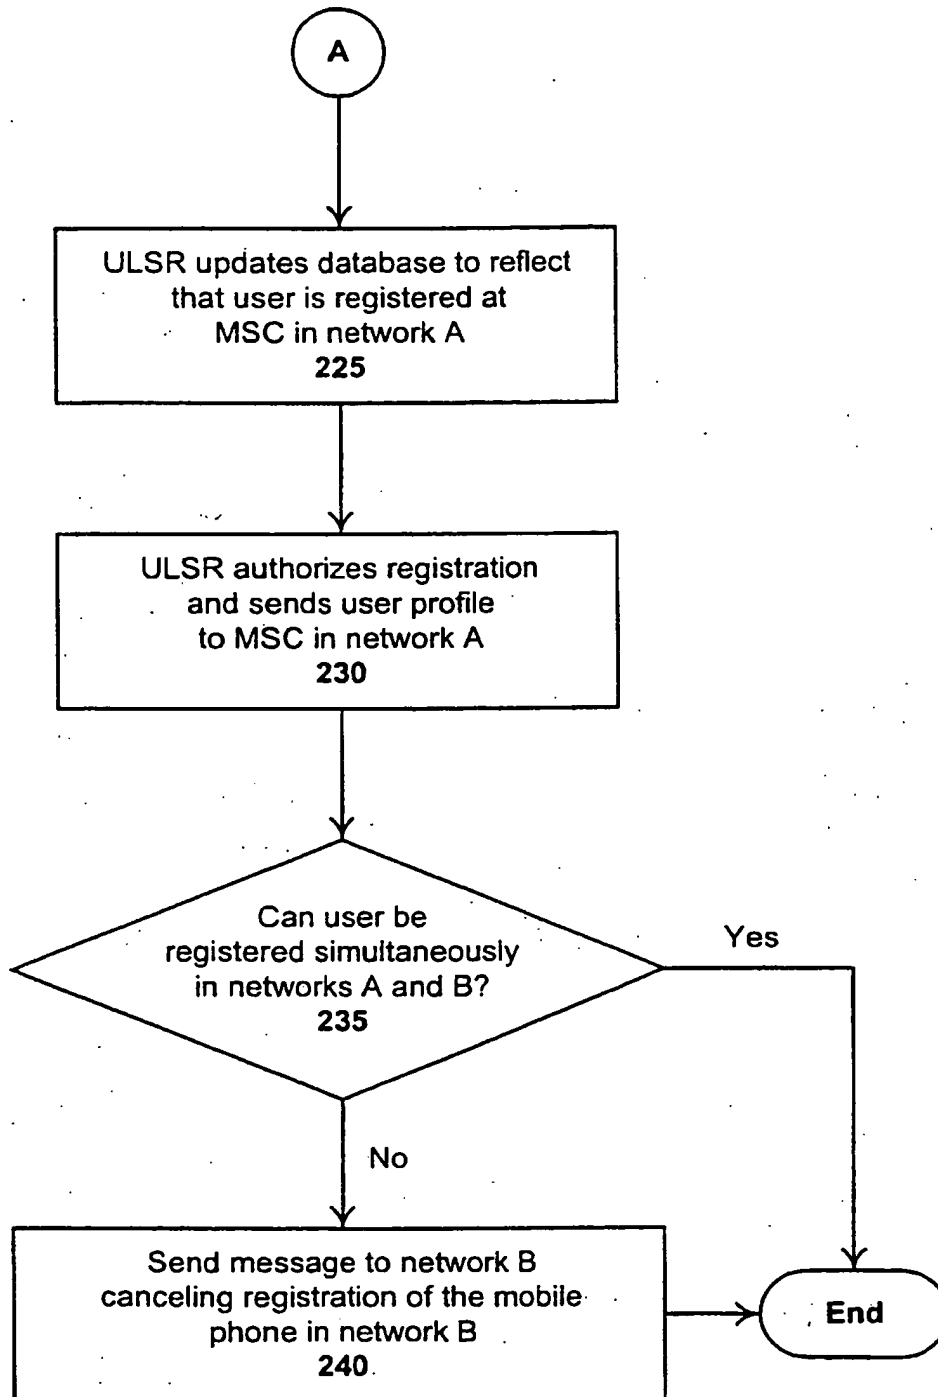 A
ULSR updates database to reflect
that user is registered at
MSC in network A
225
ULSR authorizes registration
and sends user profile
to MSC in network A
230
Can user be
registered simultaneously
in networks A and B?
235
Yes
No
Send message to network B
canceling registration of the mobile
phone in network B
240
End